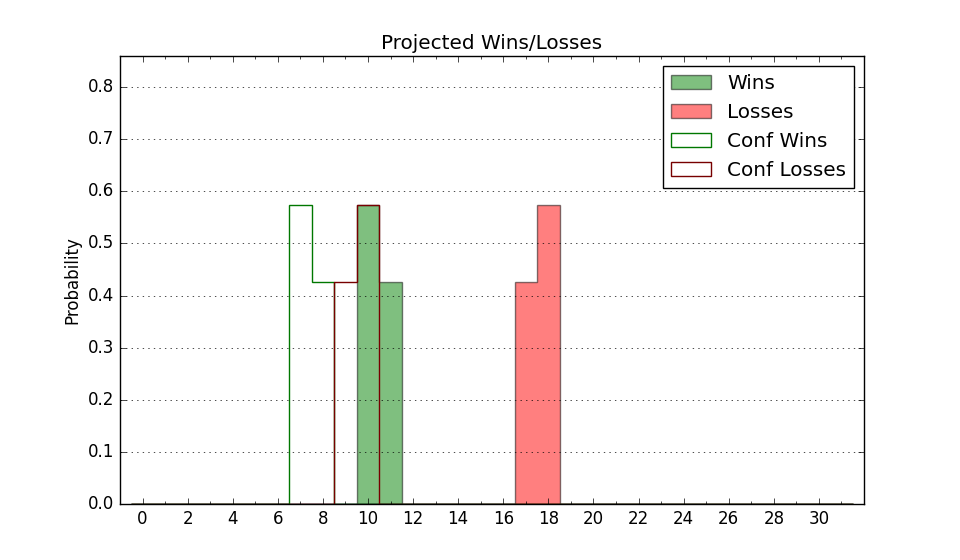 Projected Wins/Losses
Wins
Losses
Conf Wins
Conf Losses
Probability
0.8
0.7
0.6
0.5
0.4
0.3
0.2
0.1
0.0
0 2 4 6 8 10 12 14 16 18 20 22 24 26 28 30